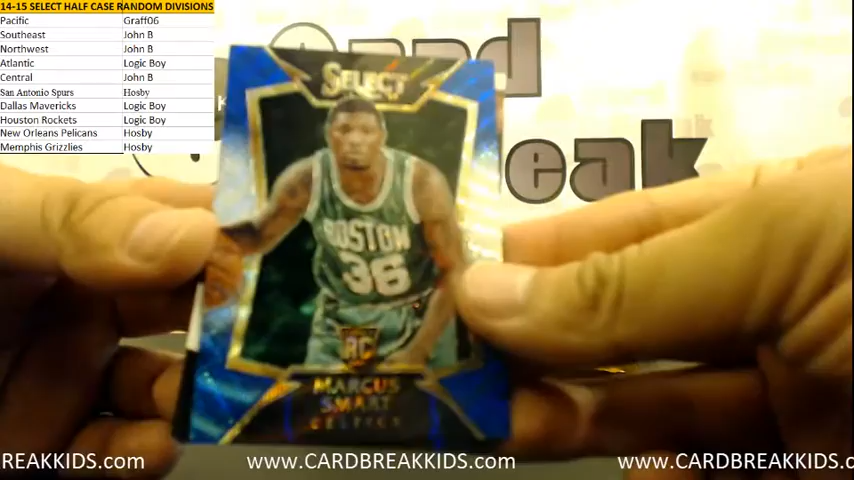 14-15 SELECT HALF CASE RANDOM DIVISIONS
Pacific Graff06
Southeast John B
Northwest John B
Atlantic Logic Boy
Central John B
San Antonio Spurs Hosby
Dallas Mavericks Logic Boy
Houston Rockets Logic Boy
New Orleans Pelicans Hosby
Memphis Grizzlies Hosby
SELECT
BOSTON
36
RC
MARCUS
SMART
CELTICS
eak
REAKKIDS.com www.CARDBREAKKIDS.com www.CARDBREAKKIDS.c